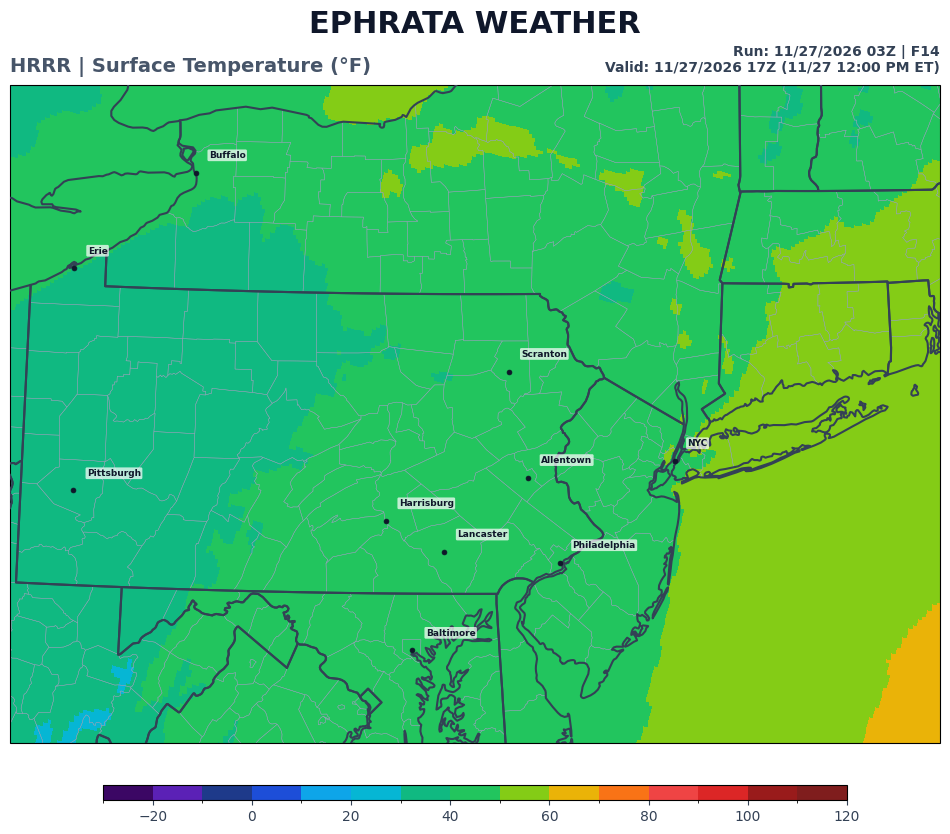 EPHRATA WEATHER
HRRR | Surface Temperature (°F)
Run: 11/27/2026 03Z | F14
Valid: 11/27/2026 17Z (11/27 12:00 PM ET)
Buffalo
Erie
Scranton
NYC
Allentown
Pittsburgh
Harrisburg
Lancaster
Philadelphia
Baltimore
−20 0 20 40 60 80 100 120